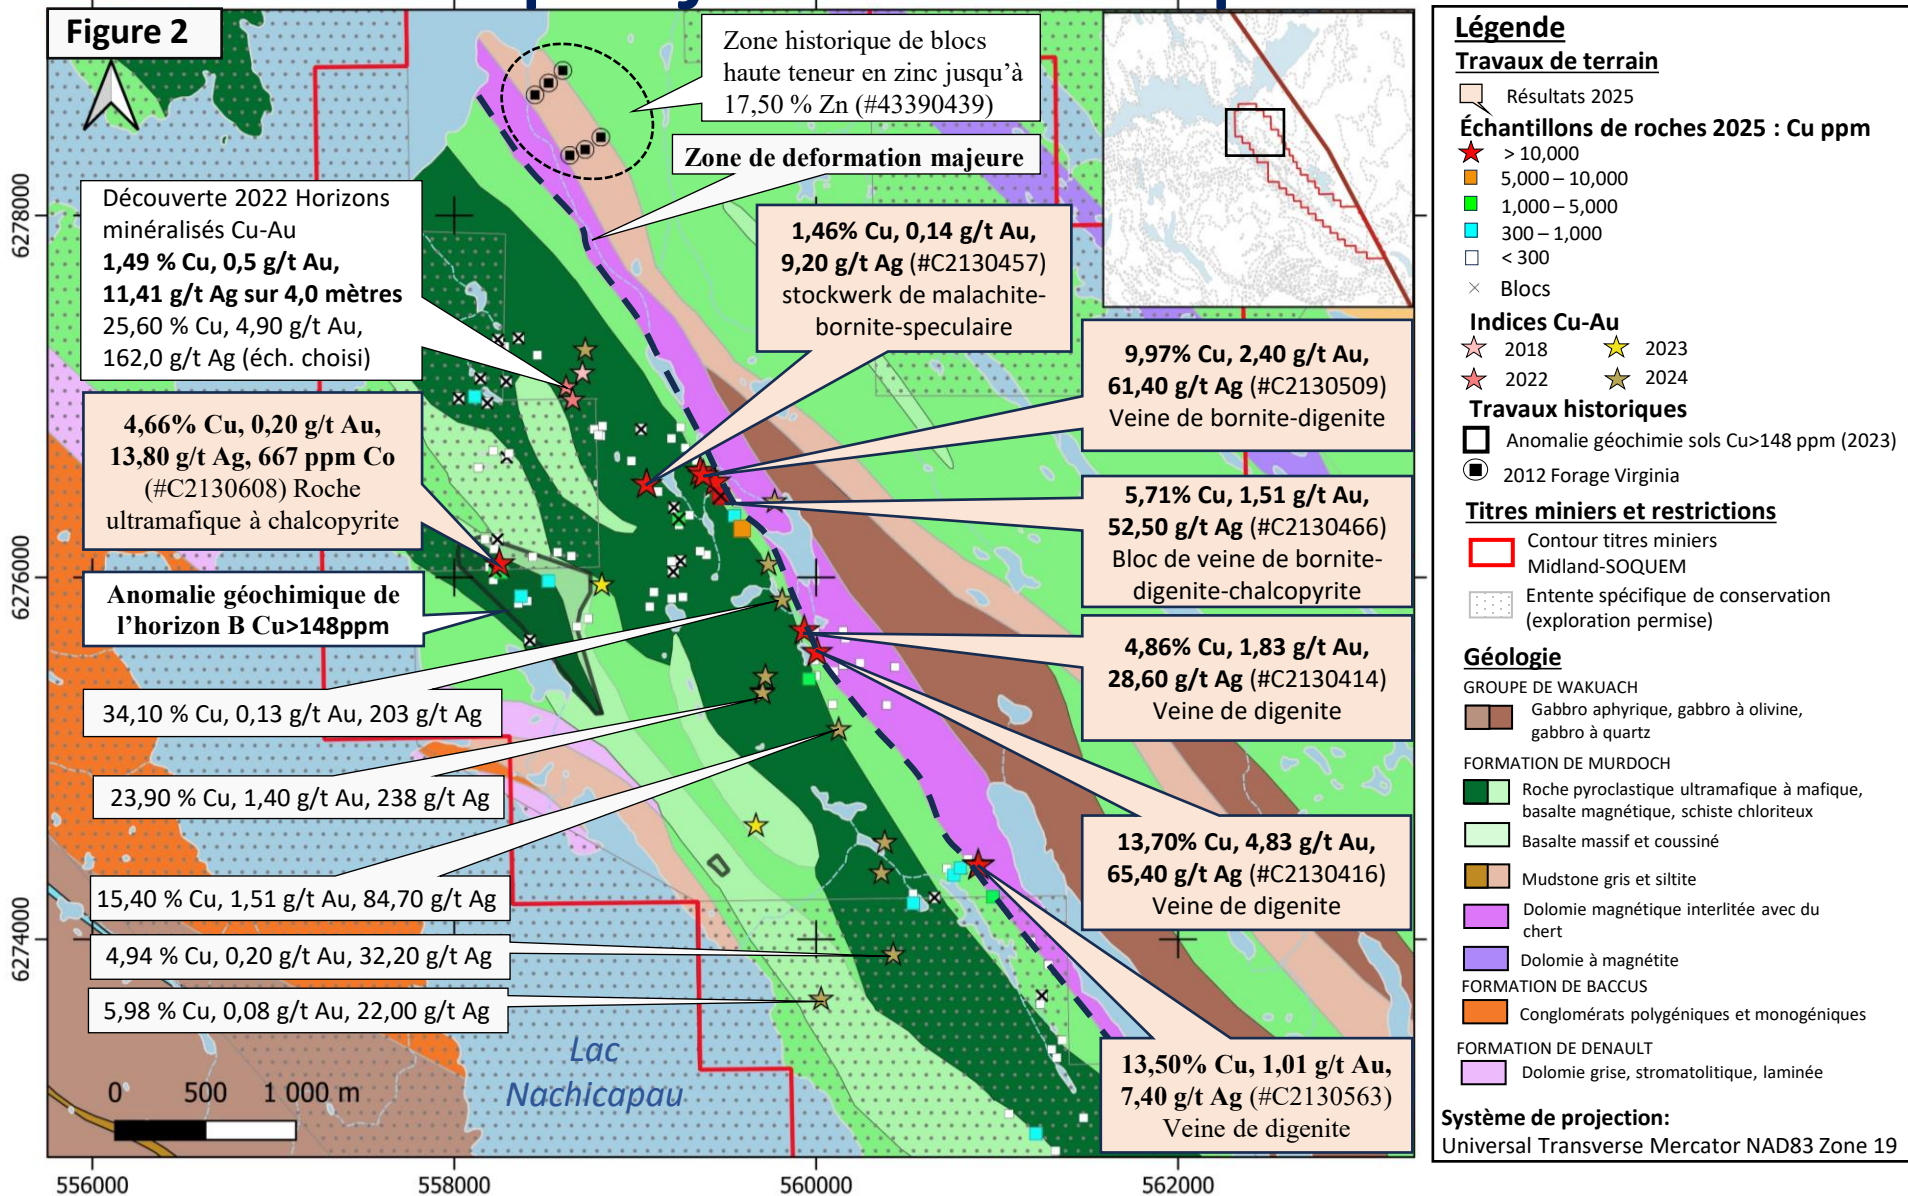 Figure 2
Zone historique de blocs
haute teneur en zinc jusqu'à
17,50 % Zn (#43390439)
Zone de deformation majeure
Découverte 2022 Horizons
minéralisés Cu-Au
1,49 % Cu, 0,5 g/t Au,
11,41 g/t Ag sur 4,0 mètres
25,60 % Cu, 4,90 g/t Au,
162,0 g/t Ag (éch. choisi)
1,46% Cu, 0,14 g/t Au,
9,20 g/t Ag (#C2130457)
stockwerk de malachite-
bornite-speculaire
9,97% Cu, 2,40 g/t Au,
61,40 g/t Ag (#C2130509)
Veine de bornite-digenite
4,66% Cu, 0,20 g/t Au,
13,80 g/t Ag, 667 ppm Co
(#C2130608) Roche
ultramafique à chalcopyrite
5,71% Cu, 1,51 g/t Au,
52,50 g/t Ag (#C2130466)
Bloc de veine de bornite-
digenite-chalcopyrite
Anomalie géochimique de
l'horizon B Cu>148ppm
4,86% Cu, 1,83 g/t Au,
28,60 g/t Ag (#C2130414)
Veine de digenite
34,10 % Cu, 0,13 g/t Au, 203 g/t Ag
23,90 % Cu, 1,40 g/t Au, 238 g/t Ag
13,70% Cu, 4,83 g/t Au,
65,40 g/t Ag (#C2130416)
Veine de digenite
15,40 % Cu, 1,51 g/t Au, 84,70 g/t Ag
4,94 % Cu, 0,20 g/t Au, 32,20 g/t Ag
5,98 % Cu, 0,08 g/t Au, 22,00 g/t Ag
13,50% Cu, 1,01 g/t Au,
7,40 g/t Ag (#C2130563)
Veine de digenite
Lac
Nachicapau
0 500 1 000 m
6278000
6276000
6274000
556000 558000 560000 562000
Légende
Travaux de terrain
Résultats 2025
Échantillons de roches 2025 : Cu ppm
> 10,000
5,000 – 10,000
1,000 – 5,000
300 – 1,000
< 300
Blocs
Indices Cu-Au
2018 2023
2022 2024
Travaux historiques
Anomalie géochimie sols Cu>148 ppm (2023)
2012 Forage Virginia
Titres miniers et restrictions
Contour titres miniers
Midland-SOQUEM
Entente spécifique de conservation
(exploration permise)
Géologie
GROUPE DE WAKUACH
Gabbro aphyrique, gabbro à olivine,
gabbro à quartz
FORMATION DE MURDOCH
Roche pyroclastique ultramafique à mafique,
basalte magnétique, schiste chloriteux
Basalte massif et coussiné
Mudstone gris et siltite
Dolomie magnétique interlitée avec du
chert
Dolomie à magnétite
FORMATION DE BACCUS
Conglomérats polygéniques et monogéniques
FORMATION DE DENAULT
Dolomie grise, stromatolitique, laminée
Système de projection:
Universal Transverse Mercator NAD83 Zone 19